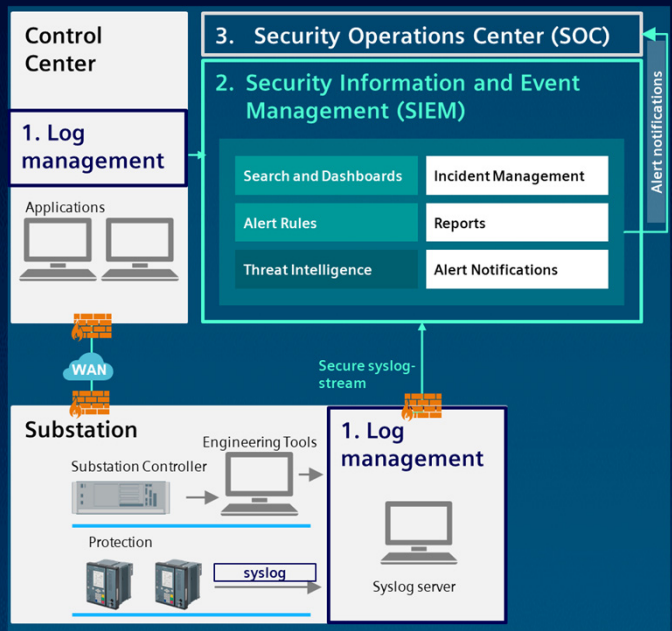 Control
Center
3. Security Operations Center (SOC)
2. Security Information and Event
Management (SIEM)
Alert notifications
1. Log
management
Search and Dashboards
Incident Management
Applications
Alert Rules
Reports
Threat Intelligence
Alert Notifications
WAN
Secure syslog-
stream
Substation
1. Log
management
Engineering Tools
Substation Controller
Protection
syslog
Syslog server